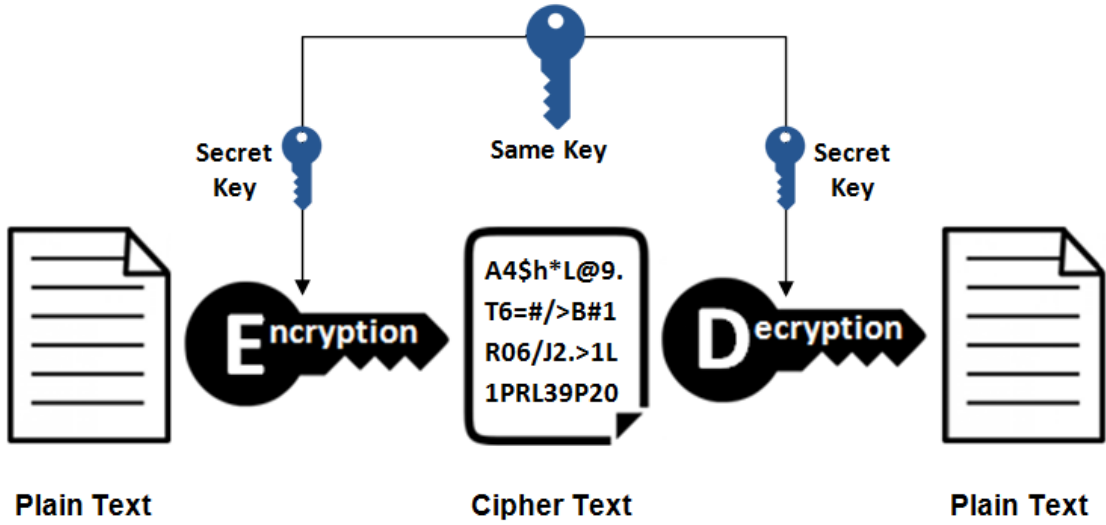 Same Key
Secret
Key
Secret
Key
A4$h*L@9.
T6=#/>B#1
R06/J2.>1L
1PRL39P20
Encryption
Decryption
Plain Text
Cipher Text
Plain Text